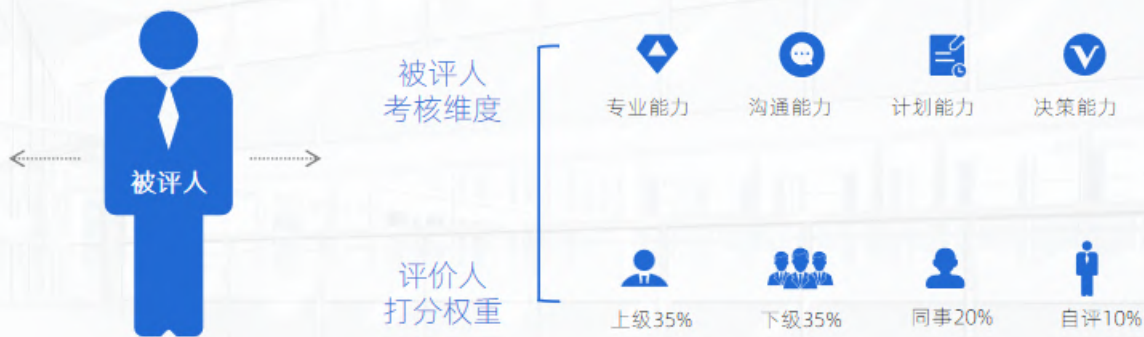 被评人
被评人
考核维度
专业能力
沟通能力
计划能力
决策能力
评价人
打分权重
上级35%
下级35%
同事20%
自评10%